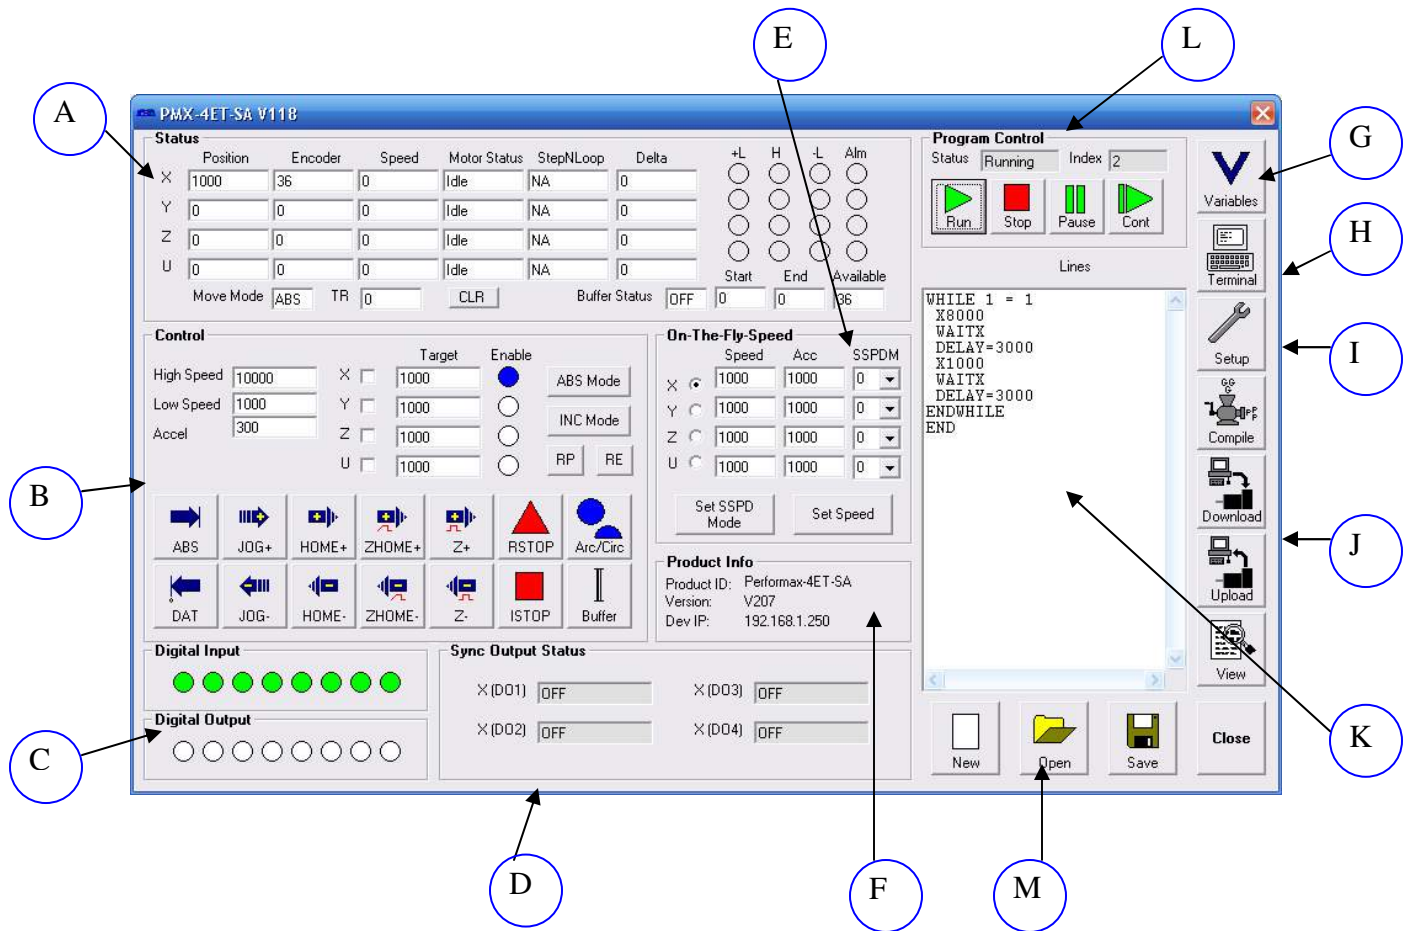 E
L
A
G
H
I
B
J
K
C
D
F
M
PMX-4ET-SA V118
Status
Position Encoder Speed Motor Status StepNLoop Delta +L H -L Alm
X 1000 36 0 Idle NA 0
Y 0 0 0 Idle NA 0
Z 0 0 0 Idle NA 0
U 0 0 0 Idle NA 0
Start End Available
Move Mode ABS TR 0 CLR Buffer Status OFF 0 0 36
Control
Target Enable
High Speed 10000 X 1000 ABS Mode
Low Speed 1000 Y 1000 INC Mode
Accel 300 Z 1000
U 1000 RP RE
ABS JOG+ HOME+ ZHOME+ Z+ RSTOP Arc/Circ
DAT JOG- HOME- ZHOME- Z- ISTOP Buffer
On-The-Fly-Speed
Speed Acc SSPDM
X 1000 1000 0
Y 1000 1000 0
Z 1000 1000 0
U 1000 1000 0
Set SSPD
Mode
Set Speed
Product Info
Product ID: Performax-4ET-SA
Version: V207
Dev IP: 192.168.1.250
Digital Input
Digital Output
Sync Output Status
X (DO1) OFF X (DO3) OFF
X (DO2) OFF X (DO4) OFF
Program Control
Status Running Index 2
Run Stop Pause Cont
Lines
WHILE 1 = 1
X8000
WAITX
DELAY=3000
X1000
WAITX
DELAY=3000
ENDWHILE
END
New Open Save
Variables
Terminal
Setup
Compile
Download
Upload
View
Close